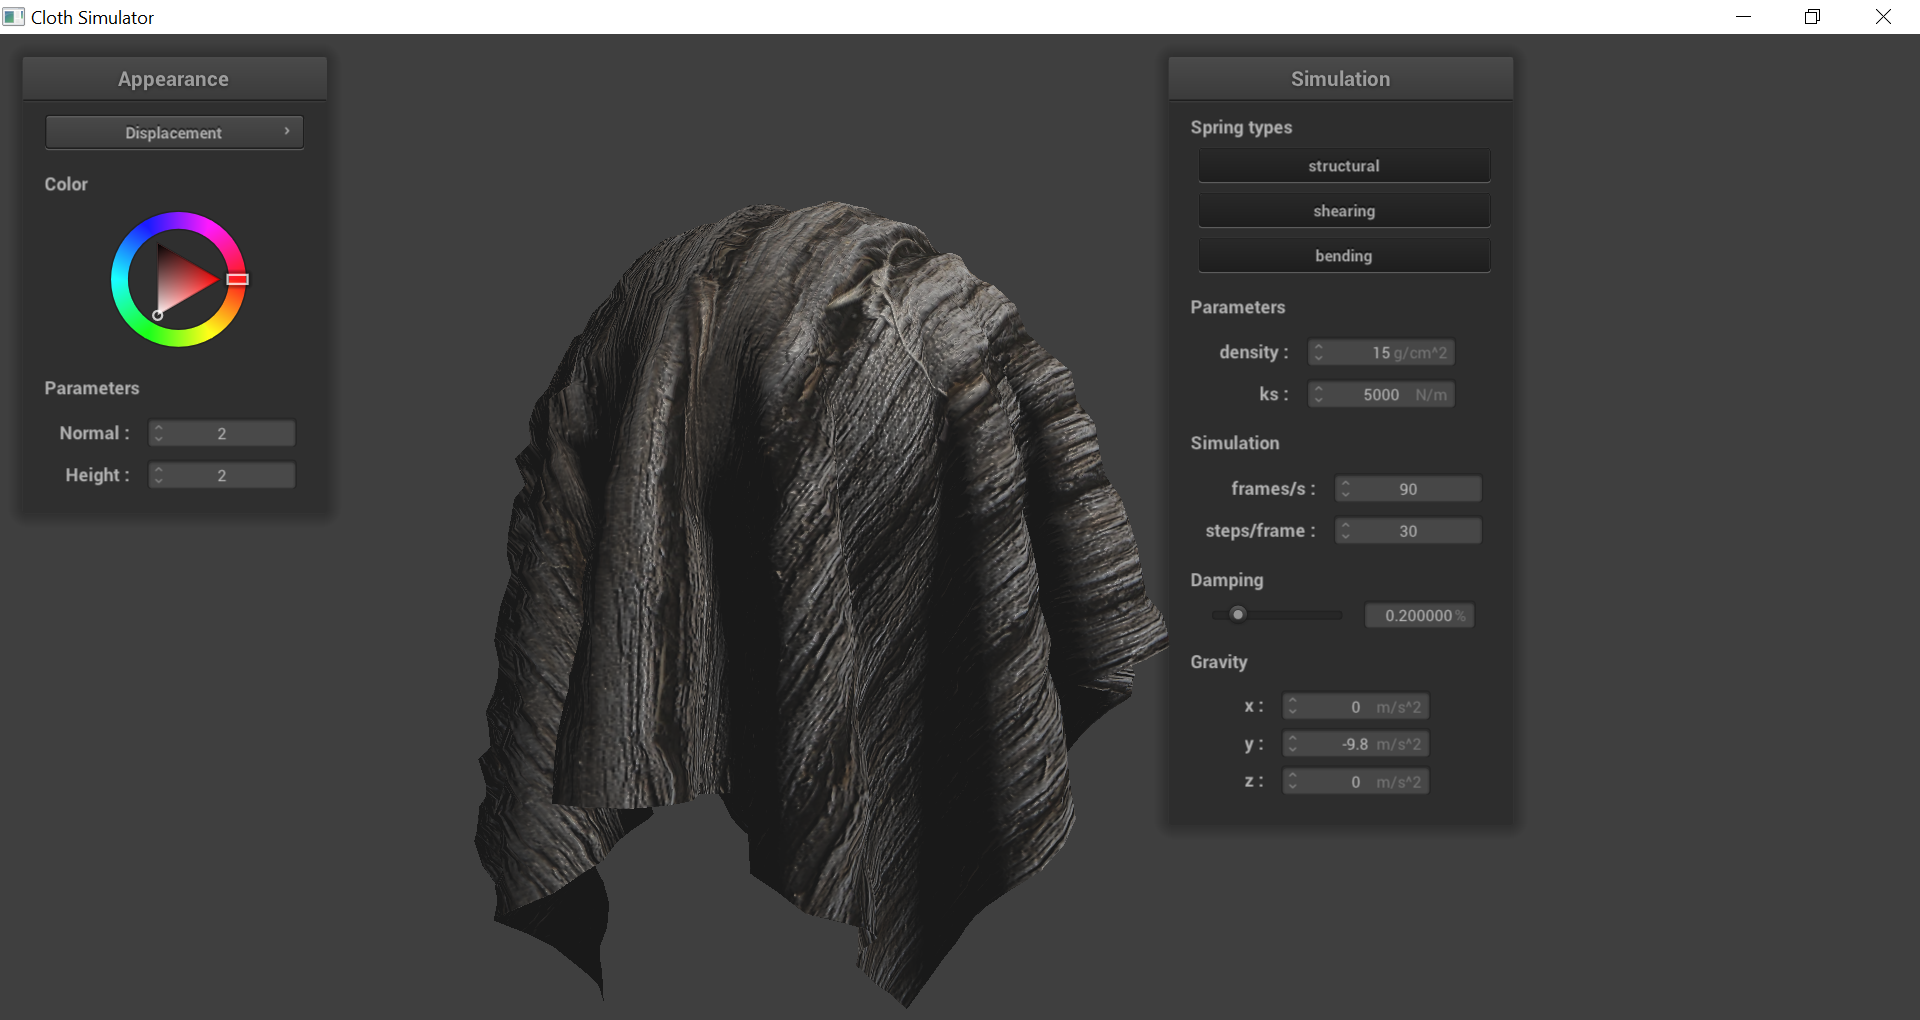 Cloth Simulator
Appearance
Displacement
Color
Parameters
Normal : 2
Height : 2
Simulation
Spring types
structural
shearing
bending
Parameters
density : 15 g/cm^2
ks : 5000 N/m
Simulation
frames/s : 90
steps/frame : 30
Damping
0.200000 %
Gravity
x : 0 m/s^2
y : -9.8 m/s^2
z : 0 m/s^2